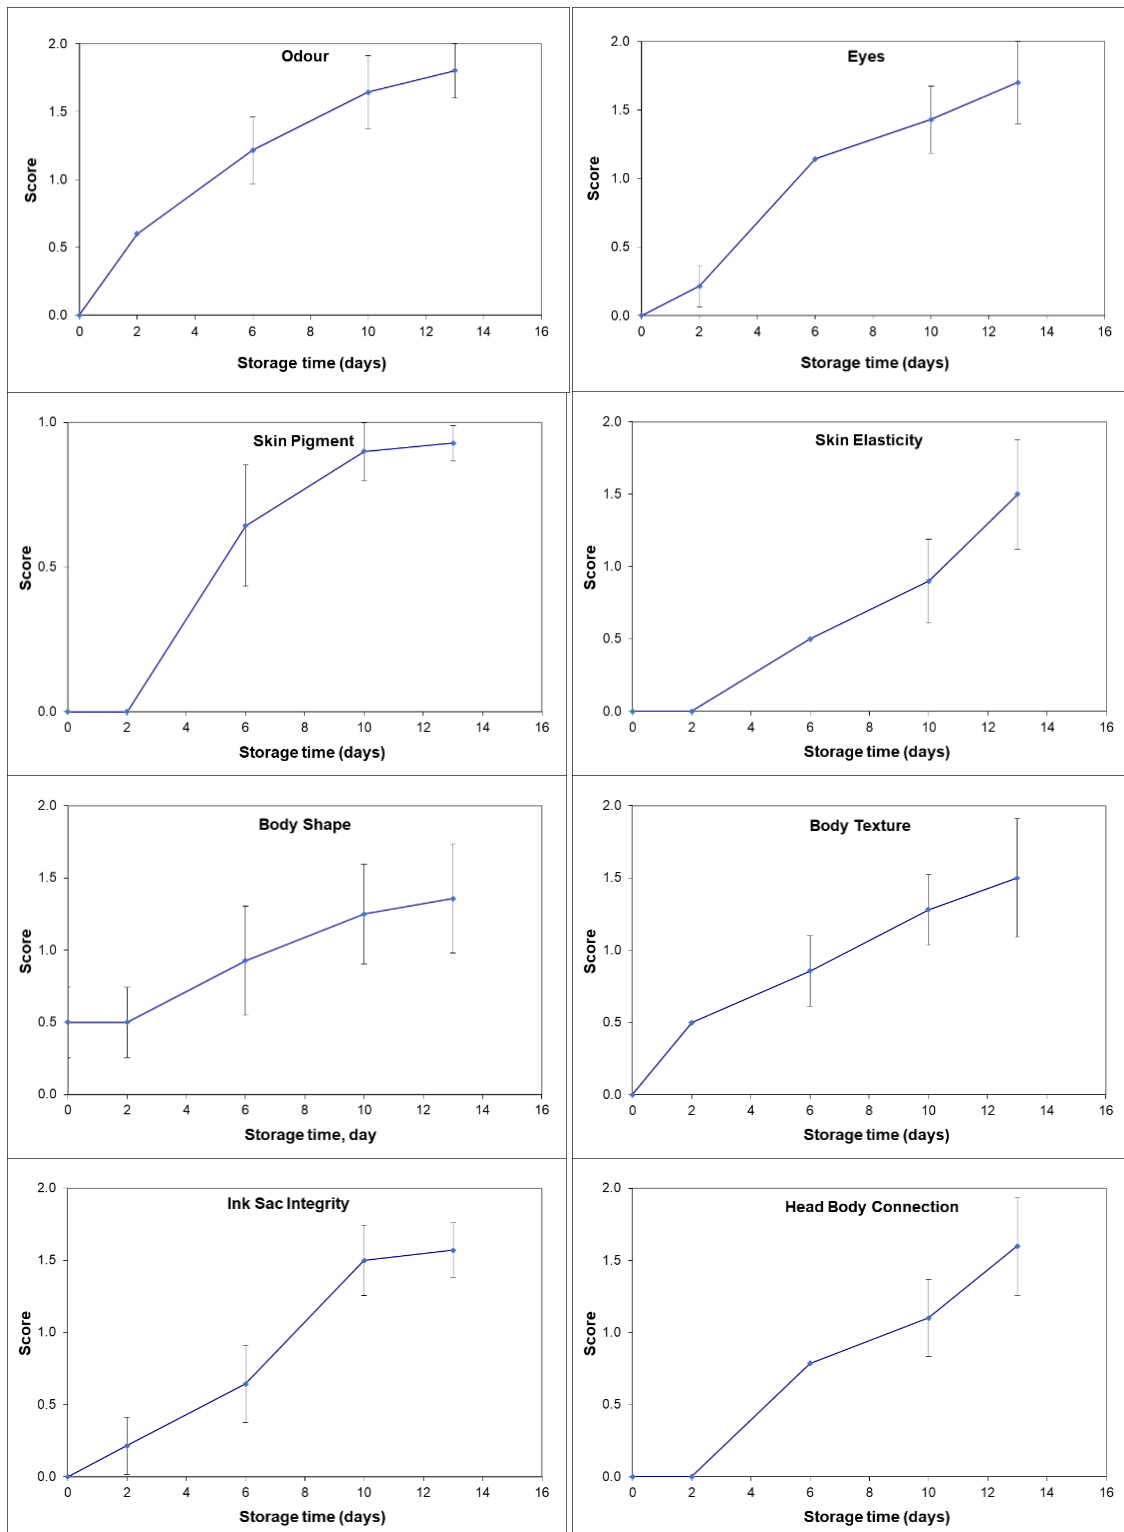 Odour
2.0
1.5
1.0
0.5
0.0
Score
0 2 4 6 8 10 12 14 16
Storage time (days)
Eyes
2.0
1.5
1.0
0.5
0.0
Score
0 2 4 6 8 10 12 14 16
Storage time (days)
Skin Pigment
1.0
0.5
0.0
Score
0 2 4 6 8 10 12 14 16
Storage time (days)
Skin Elasticity
2.0
1.5
1.0
0.5
0.0
Score
0 2 4 6 8 10 12 14 16
Storage time (days)
Body Shape
2.0
1.5
1.0
0.5
0.0
Score
0 2 4 6 8 10 12 14 16
Storage time, day
Body Texture
2.0
1.5
1.0
0.5
0.0
Score
0 2 4 6 8 10 12 14 16
Storage time (days)
Ink Sac Integrity
2.0
1.5
1.0
0.5
0.0
Score
0 2 4 6 8 10 12 14 16
Storage time (days)
Head Body Connection
2.0
1.5
1.0
0.5
0.0
Score
0 2 4 6 8 10 12 14 16
Storage time (days)